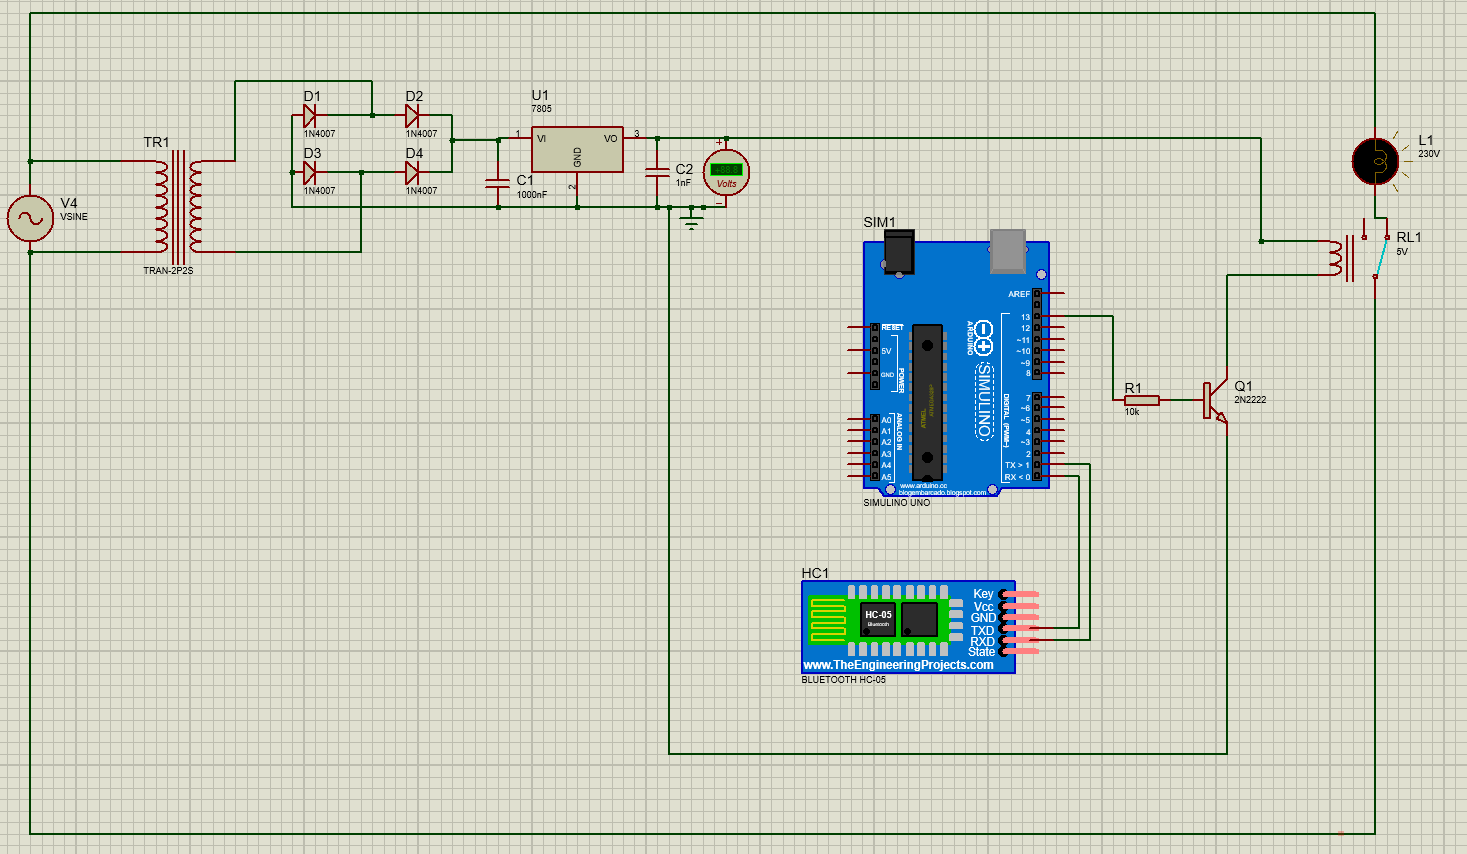 D1
1N4007
D2
1N4007
D3
1N4007
D4
1N4007
TR1
TRAN-2P2S
V4
VSINE
U1
7805
1
VI
VO
3
GND
2
C1
1000nF
C2
1nF
+
Volts
L1
230V
RL1
5V
SIM1
AREF
RESET
5V
GND
POWER
13
12
~11
~10
~9
8
ARDUINO
SIMULINO
ANALOG IN
A0
A1
A2
A3
A4
A5
DIGITAL (PWM~)
7
~6
~5
4
~3
2
TX > 1
RX < 0
ATMEL
www.arduino.cc
blogembarcado.blogspot.com
SIMULINO UNO
R1
10k
Q1
2N2222
HC1
HC-05
Bluetooth
Key
Vcc
GND
TXD
RXD
State
www.TheEngineeringProjects.com
BLUETOOTH HC-05